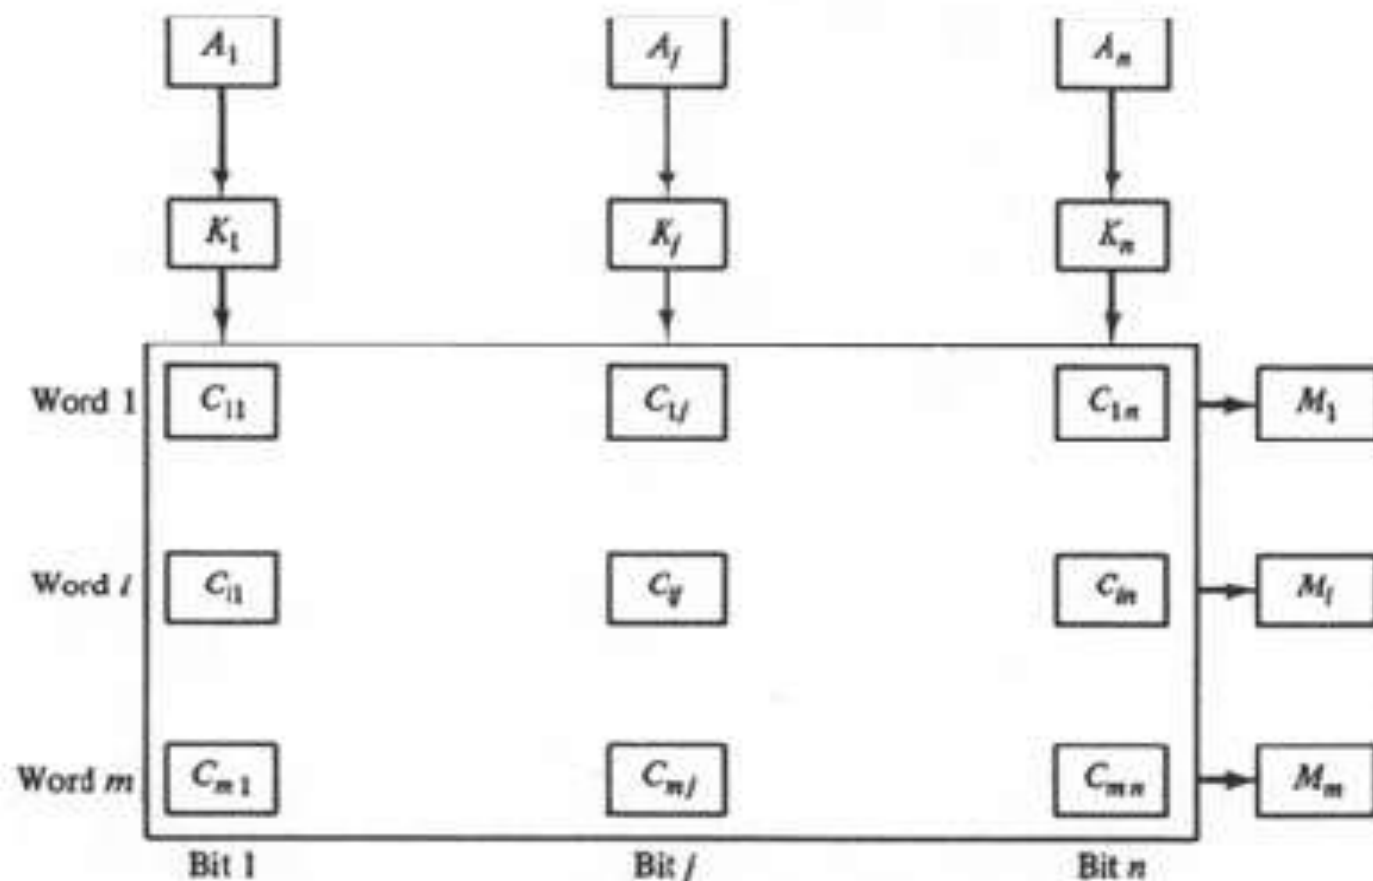 A₁ Aⱼ Aₙ
K₁ Kⱼ Kₙ
Word 1 C₁₁ C₁ⱼ C₁ₙ M₁
Word i Cᵢ₁ Cᵢⱼ Cᵢₙ Mᵢ
Word m Cₘ₁ Cₘⱼ Cₘₙ Mₘ
Bit 1 Bit j Bit n